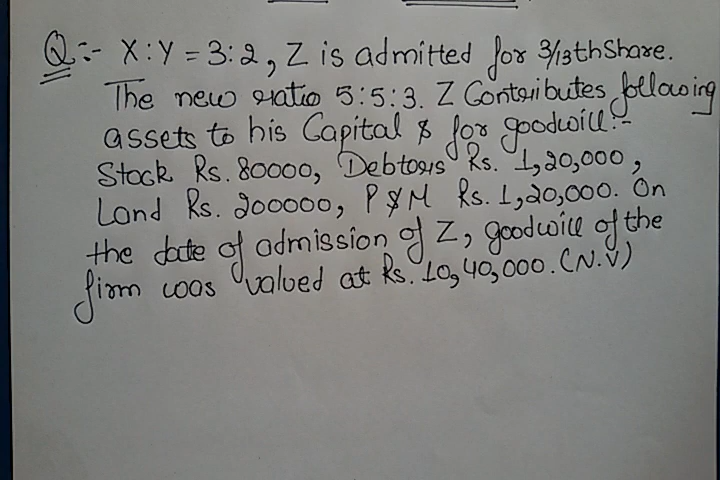 Q:- X:Y = 3:2, Z is admitted for 3/13th Share.
The new ratio 5:5:3. Z Contributes following
assets to his Capital & for goodwill:-
Stock Rs. 80000, Debtors Rs. 1,20,000,
Land Rs. 200000, P&M Rs. 1,20,000. On
the date of admission of Z, goodwill of the
firm was valued at Rs. 10,40,000. (N.V)